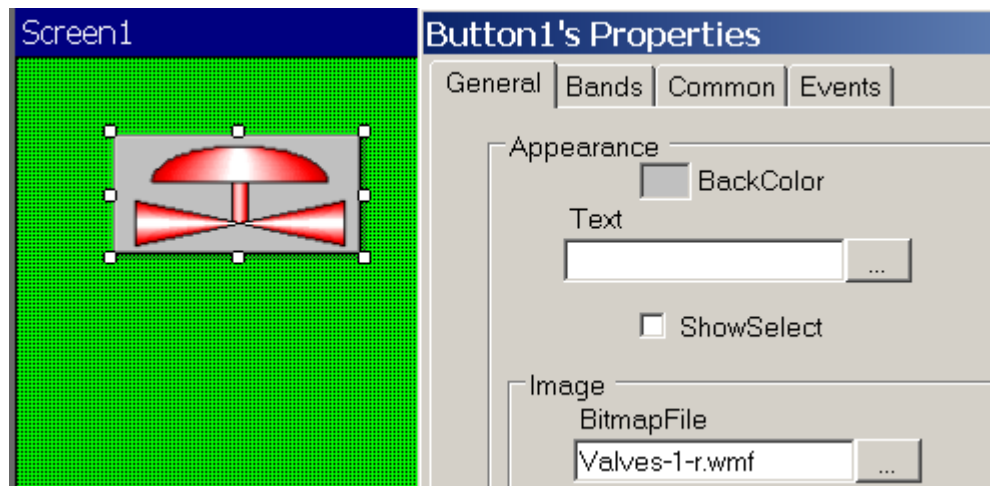 Screen1
Button1's Properties
General Bands Common Events
Appearance
BackColor
Text
...
ShowSelect
Image
BitmapFile
Valves-1-r.wmf ...